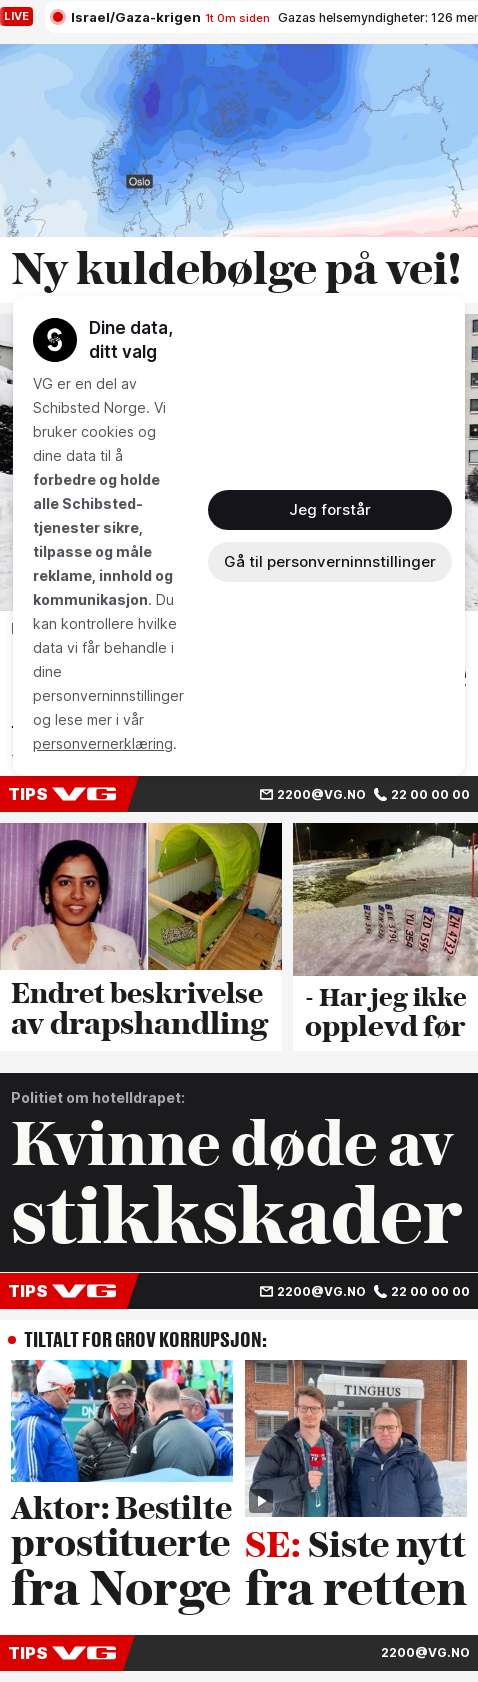 LIVE
Israel/Gaza-krigen 1t 0m siden Gazas helsemyndigheter: 126
Oslo
Ny kuldebølge på vei!
Dine data,
ditt valg
VG er en del av
Schibsted Norge. Vi
bruker cookies og
dine data til å
forbedre og holde
alle Schibsted-
tjenester sikre,
tilpasse og måle
reklame, innhold og
kommunikasjon. Du
kan kontrollere hvilke
data vi får behandle i
dine
personverninnstillinger
og lese mer i vår
personvernerklæring.
Jeg forstår
Gå til personverninnstillinger
TIPS VG 2200@VG.NO 22 00 00 00
Endret beskrivelse
av drapshandling
- Har jeg ikke
opplevd før
Politiet om hotelldrapet:
Kvinne døde av
stikkskader
TIPS VG 2200@VG.NO 22 00 00 00
TILTALT FOR GROV KORRUPSJON:
TINGHUS
Aktor: Bestilte
prostituerte
fra Norge
SE: Siste nytt
fra retten
TIPS VG 2200@VG.NO